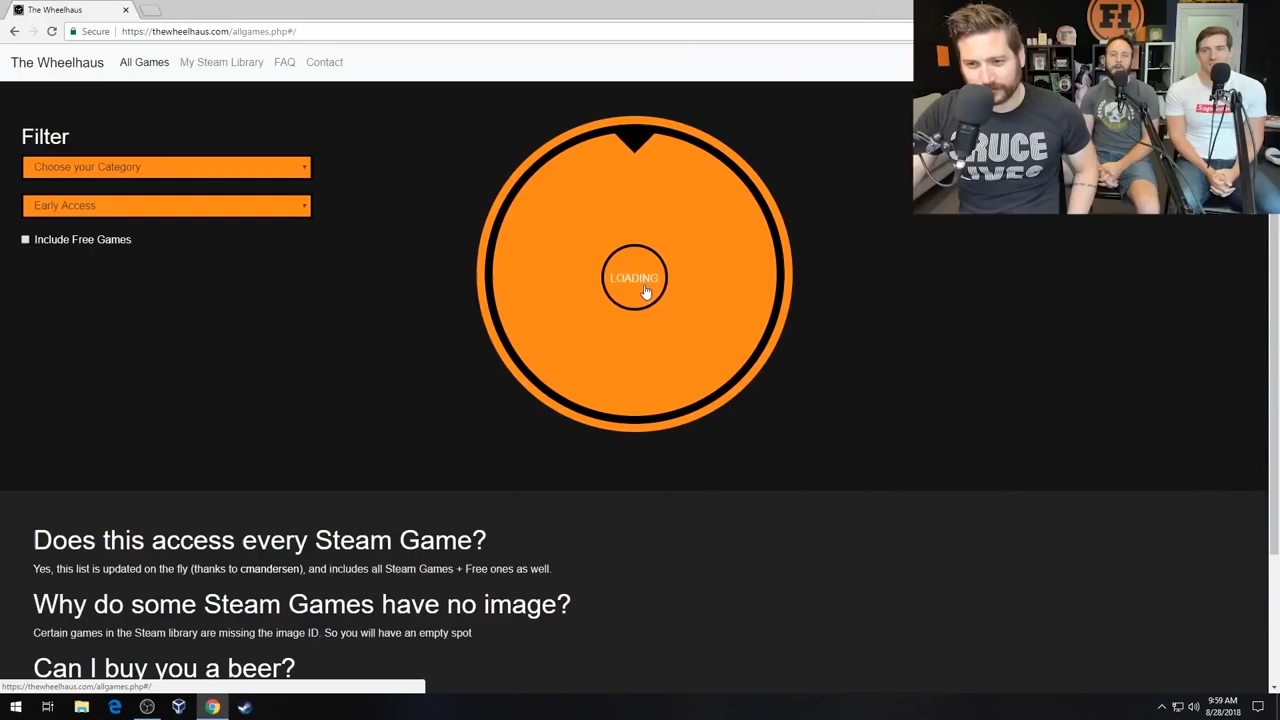 The Wheelhaus
Secure https://thewheelhaus.com/allgames.php#/
The Wheelhaus All Games My Steam Library FAQ Contact
Filter
Choose your Category
Early Access
Include Free Games
LOADING
BRUCE
LIVES
Does this access every Steam Game?
Yes, this list is updated on the fly (thanks to cmandersen), and includes all Steam Games + Free ones as well.
Why do some Steam Games have no image?
Certain games in the Steam library are missing the image ID. So you will have an empty spot
Can I buy you a beer?
https://thewheelhaus.com/allgames.php#/
9:59 AM
8/28/2018